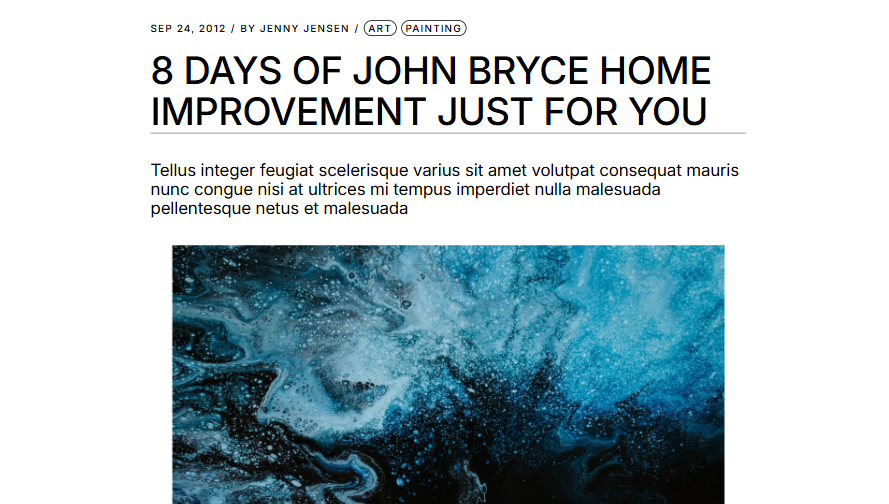 SEP 24, 2012 / BY JENNY JENSEN / ART PAINTING
8 DAYS OF JOHN BRYCE HOME
IMPROVEMENT JUST FOR YOU
Tellus integer feugiat scelerisque varius sit amet volutpat consequat mauris
nunc congue nisi at ultrices mi tempus imperdiet nulla malesuada
pellentesque netus et malesuada